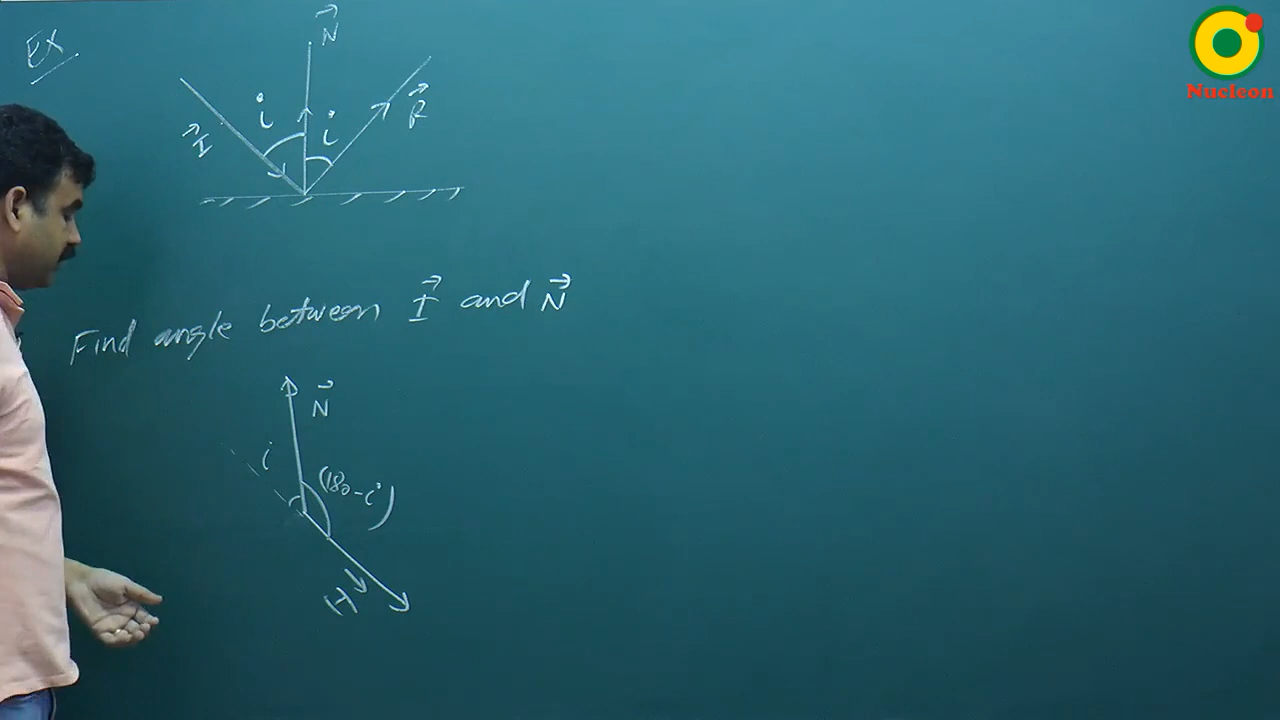 Ex
N⃗
i
i
I⃗
R⃗
Find angle between I⃗ and N⃗
N⃗
i
(180-i)
I⃗
Nucleon